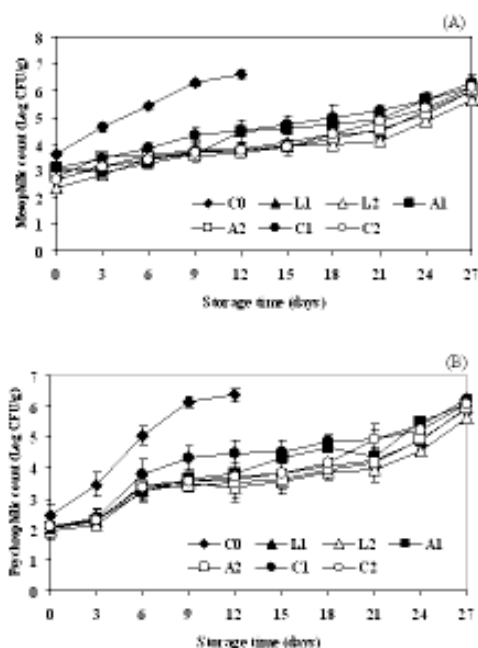 (A)
Mesophilic count (Log CFU/g)
8
7
6
5
4
3
2
1
0
C0 L1 L2 A1
A2 C1 C2
0 3 6 9 12 15 18 21 24 27
Storage time (days)
(B)
Psychrophilic count (Log CFU/g)
7
6
5
4
3
2
1
0
C0 L1 L2 A1
A2 C1 C2
0 3 6 9 12 15 18 21 24 27
Storage time (days)